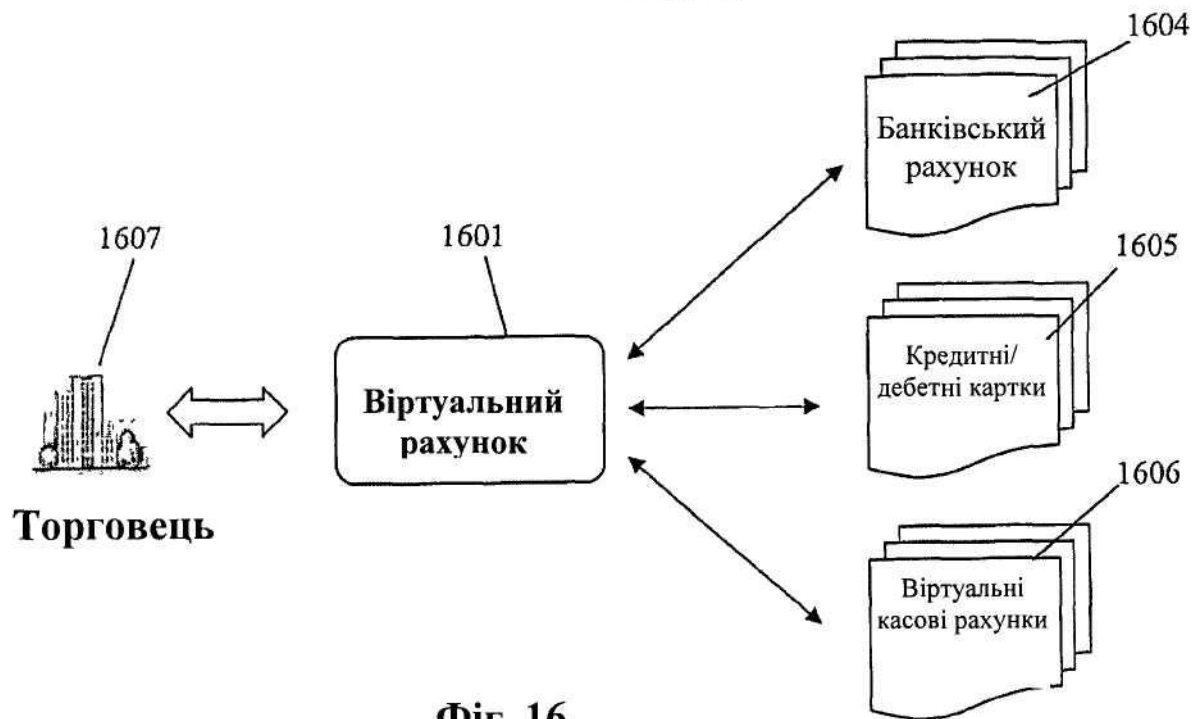 1604
Банківський
рахунок
1607
1601
1605
Віртуальний
рахунок
Кредитні/
дебетні картки
Торговець
1606
Віртуальні
касові рахунки
Фіг. 16